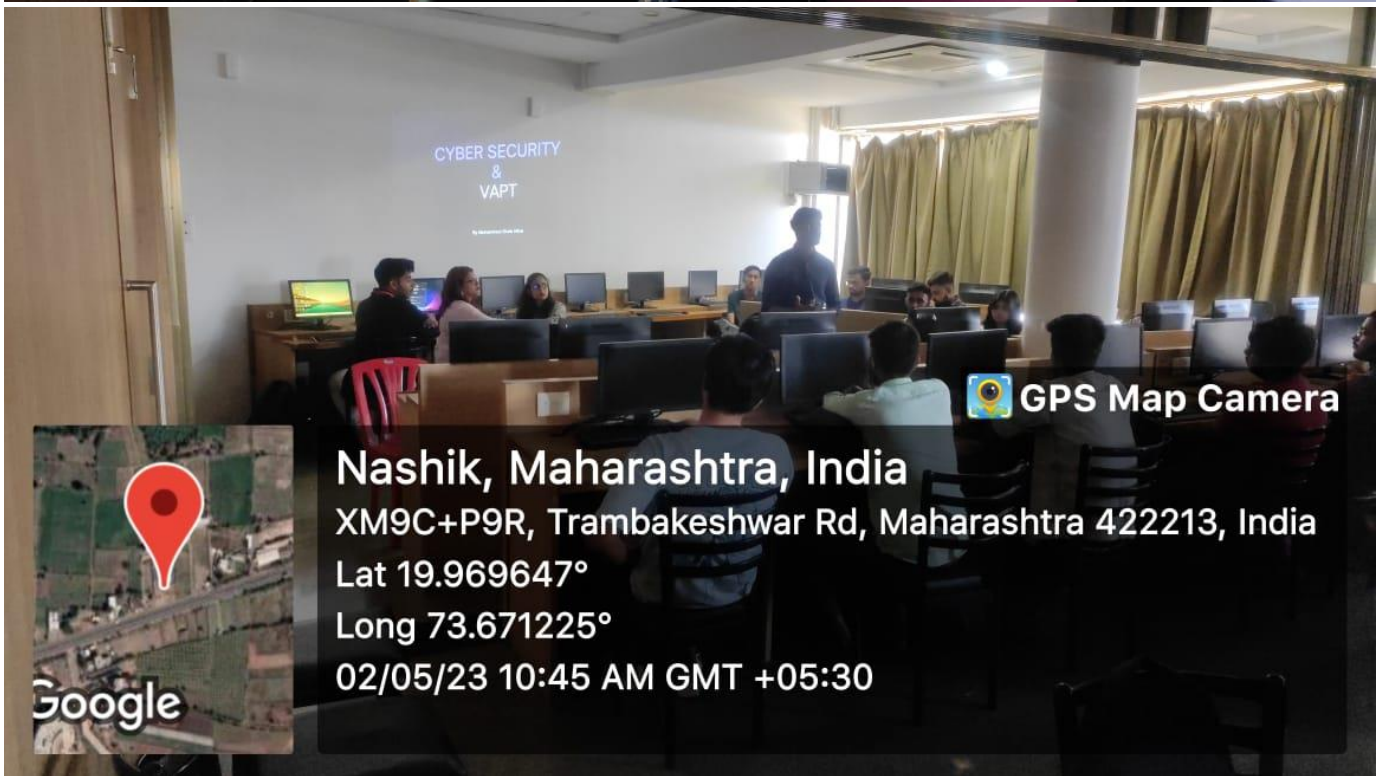 CYBER SECURITY
&
VAPT
GPS Map Camera
Nashik, Maharashtra, India
XM9C+P9R, Trambakeshwar Rd, Maharashtra 422213, India
Lat 19.969647°
Long 73.671225°
02/05/23 10:45 AM GMT +05:30
Google